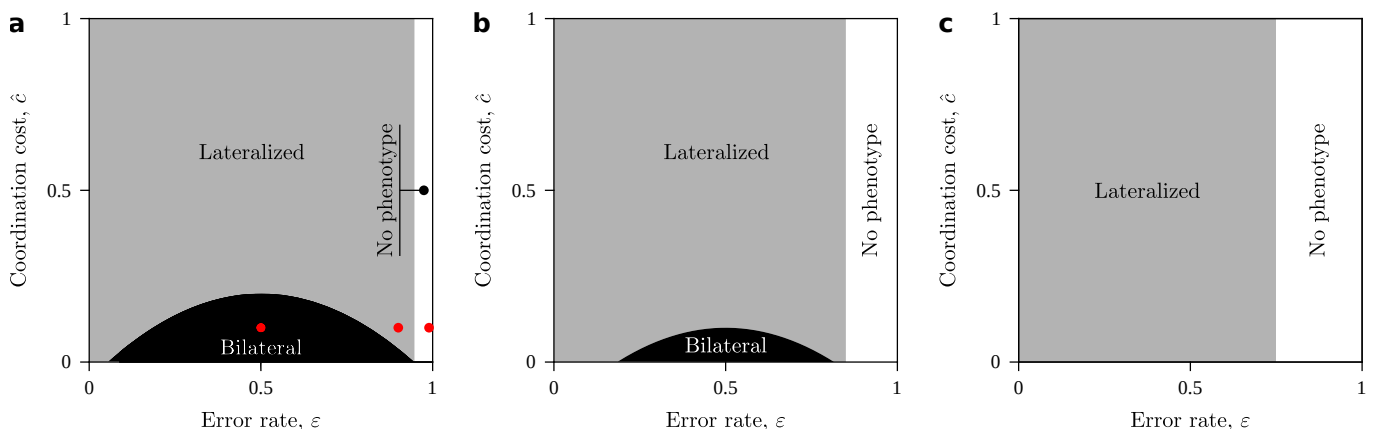 a
1
0.5
0
Coordination cost, ĉ
Lateralized
No phenotype
Bilateral
0
0.5
1
Error rate, ε
b
1
0.5
0
Coordination cost, ĉ
Lateralized
No phenotype
Bilateral
0
0.5
1
Error rate, ε
c
1
0.5
0
Coordination cost, ĉ
Lateralized
No phenotype
0
0.5
1
Error rate, ε